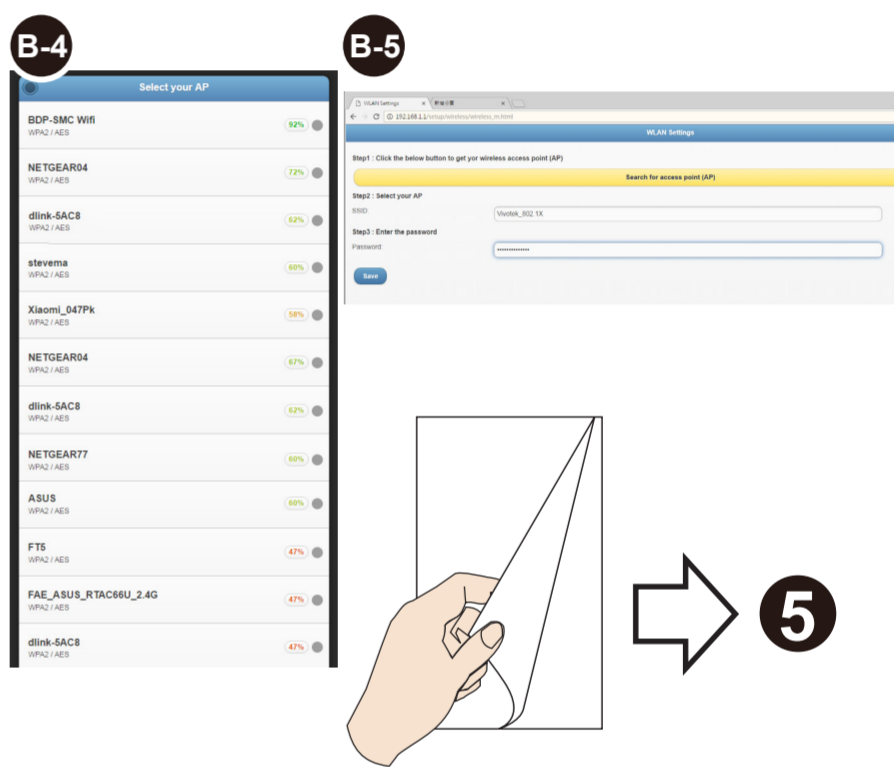 B-4
Select your AP
BDP-SMC Wifi
WPA2 / AES
92%
NETGEAR04
WPA2 / AES
72%
dlink-5AC8
WPA2 / AES
62%
stevema
WPA2 / AES
60%
Xiaomi_047Pk
WPA2 / AES
58%
NETGEAR04
WPA2 / AES
67%
dlink-5AC8
WPA2 / AES
62%
NETGEAR77
WPA2 / AES
60%
ASUS
WPA2 / AES
60%
FT5
WPA2 / AES
47%
FAE_ASUS_RTAC66U_2.4G
WPA2 / AES
47%
dlink-5AC8
WPA2 / AES
47%
B-5
WLAN Settings x x
192.168.1.1/setup/wireless/wireless_m.html
WLAN Settings
Step1 : Click the below button to get yor wireless access point (AP)
Search for access point (AP)
Step2 : Select your AP
SSID
Vivotek_802.1X
Step3 : Enter the password
Password
Save
5